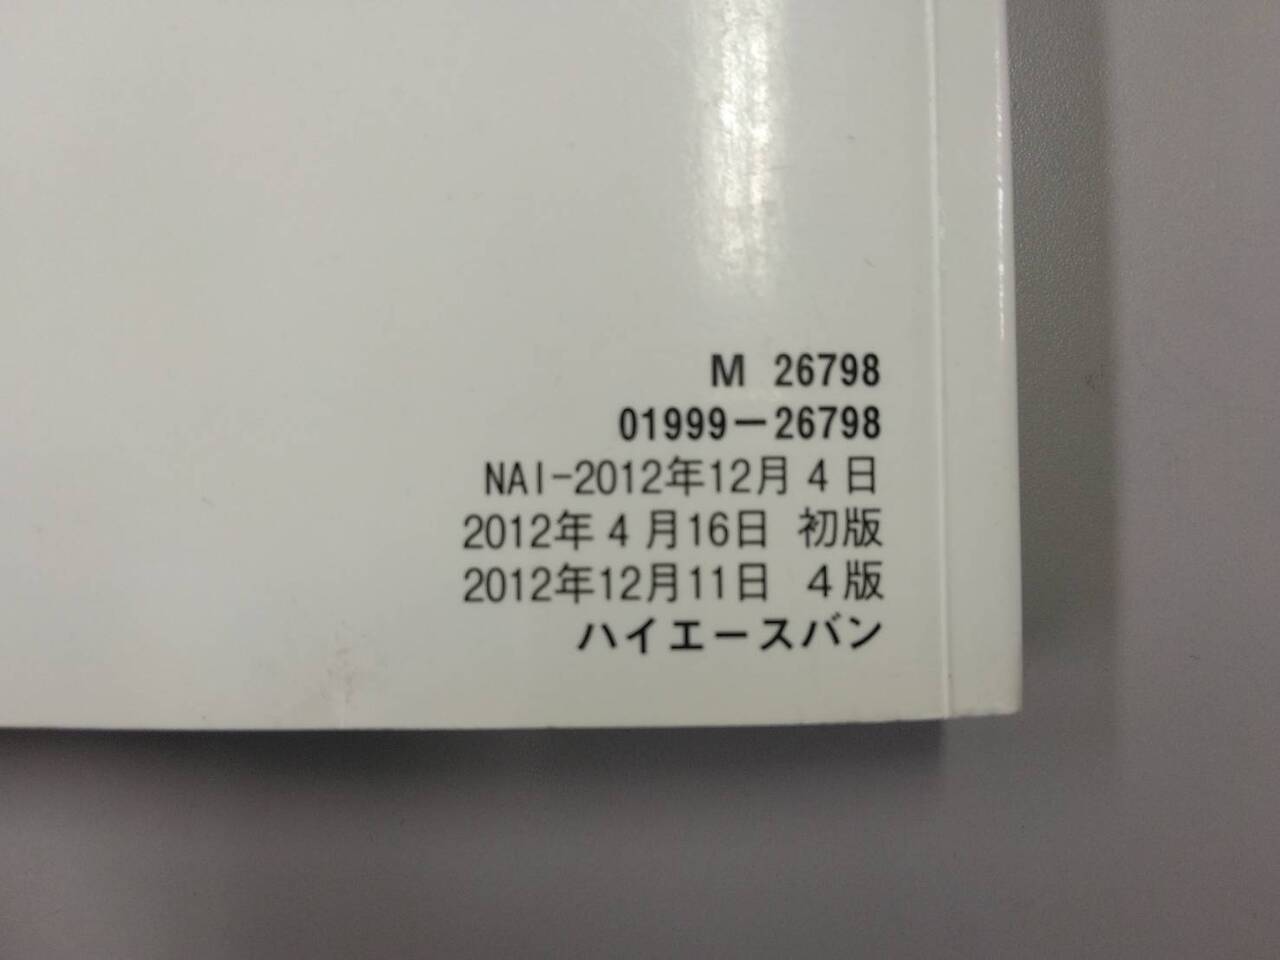 M 26798
01999-26798
NAI-2012年12月4日
2012年4月16日 初版
2012年12月11日 4版
ハイエースバン